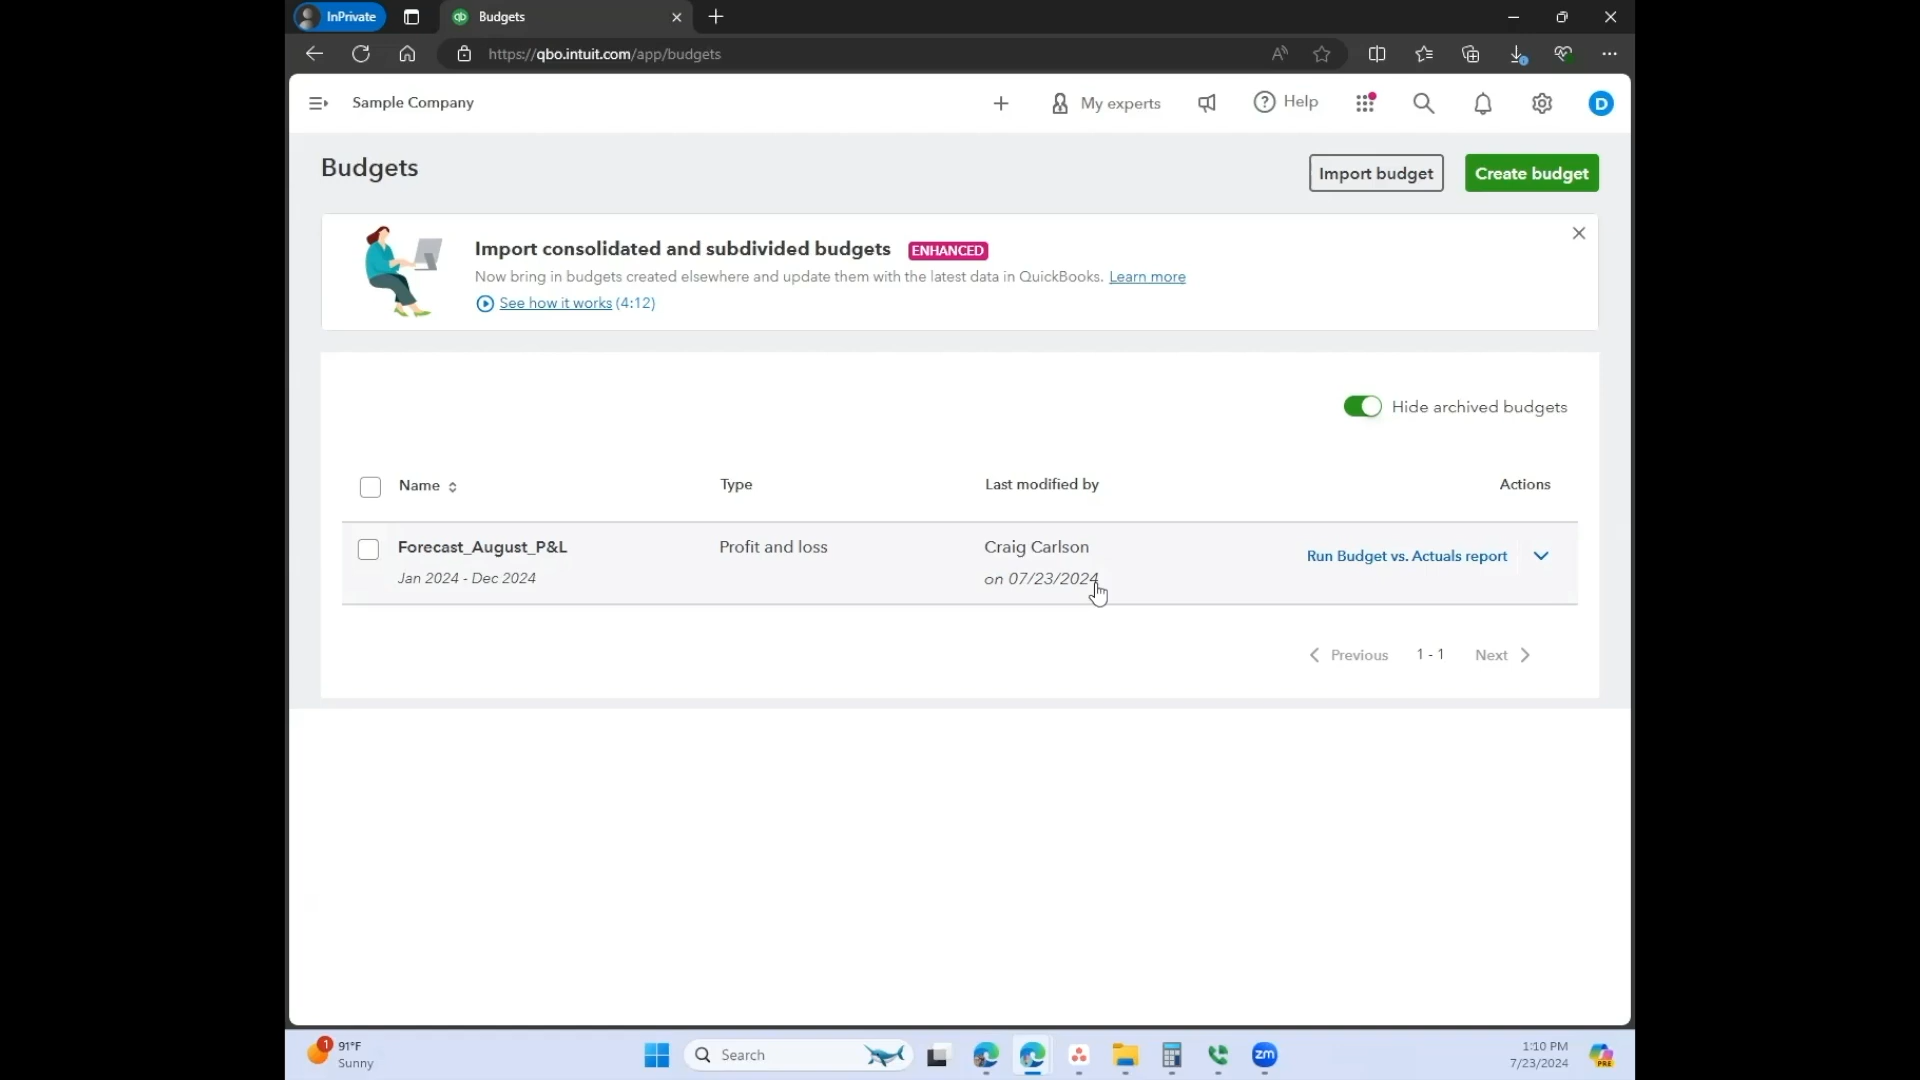 InPrivate
qb
Budgets
https://qbo.intuit.com/app/budgets
A
Sample Company
My experts
? Help
D
Budgets
Import budget
Create budget
Import consolidated and subdivided budgets ENHANCED
Now bring in budgets created elsewhere and update them with the latest data in QuickBooks. Learn more
See how it works (4:12)
Hide archived budgets
Name
Type
Last modified by
Actions
Forecast_August_P&L
Profit and loss
Craig Carlson
Run Budget vs. Actuals report
Jan 2024 - Dec 2024
on 07/23/2024
Previous
1 - 1
Next
1
91°F
Sunny
Search
zm
1:10 PM
7/23/2024
PRE